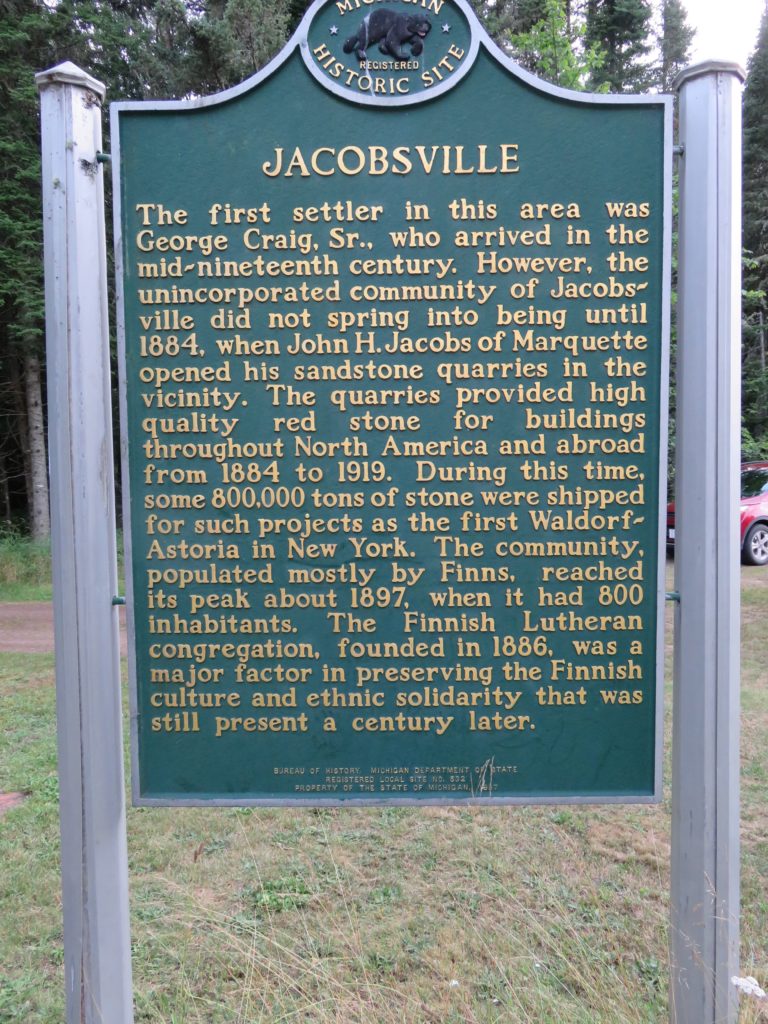 MICHIGAN
REGISTERED
HISTORIC SITE
JACOBSVILLE
The first settler in this area was
George Craig, Sr., who arrived in the
mid-nineteenth century. However, the
unincorporated community of Jacobs-
ville did not spring into being until
1884, when John H. Jacobs of Marquette
opened his sandstone quarries in the
vicinity. The quarries provided high
quality red stone for buildings
throughout North America and abroad
from 1884 to 1919. During this time,
some 800,000 tons of stone were shipped
for such projects as the first Waldorf-
Astoria in New York. The community,
populated mostly by Finns, reached
its peak about 1897, when it had 800
inhabitants. The Finnish Lutheran
congregation, founded in 1886, was a
major factor in preserving the Finnish
culture and ethnic solidarity that was
still present a century later.
BUREAU OF HISTORY, MICHIGAN DEPARTMENT OF STATE
REGISTERED LOCAL SITE NO. 532
PROPERTY OF THE STATE OF MICHIGAN,